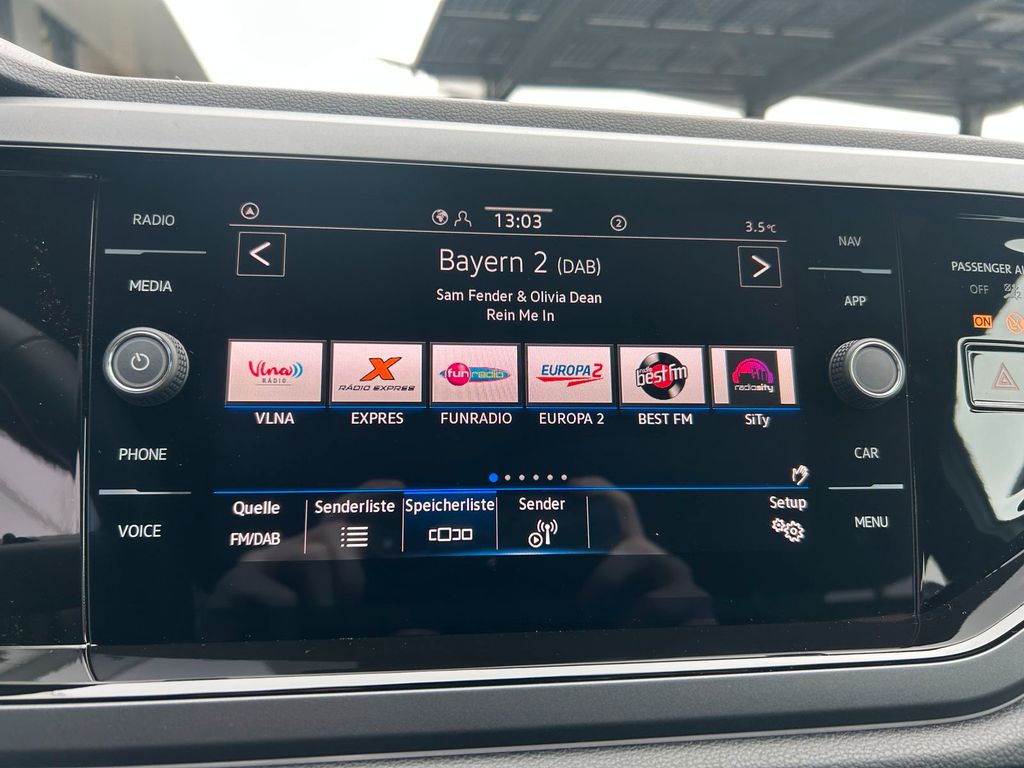 RADIO
MEDIA
PHONE
VOICE
13:03
2
3.5°C
<
Bayern 2 (DAB)
>
Sam Fender & Olivia Dean
Rein Me In
Vlna
RÁDIO
X
RÁDIO EXPRES
fun radio
EUROPA 2
best fm
radiosity
VLNA
EXPRES
FUNRADIO
EUROPA 2
BEST FM
SiTy
Quelle
FM/DAB
Senderliste
Speicherliste
Sender
Setup
NAV
APP
CAR
MENU
PASSENGER
OFF
ON